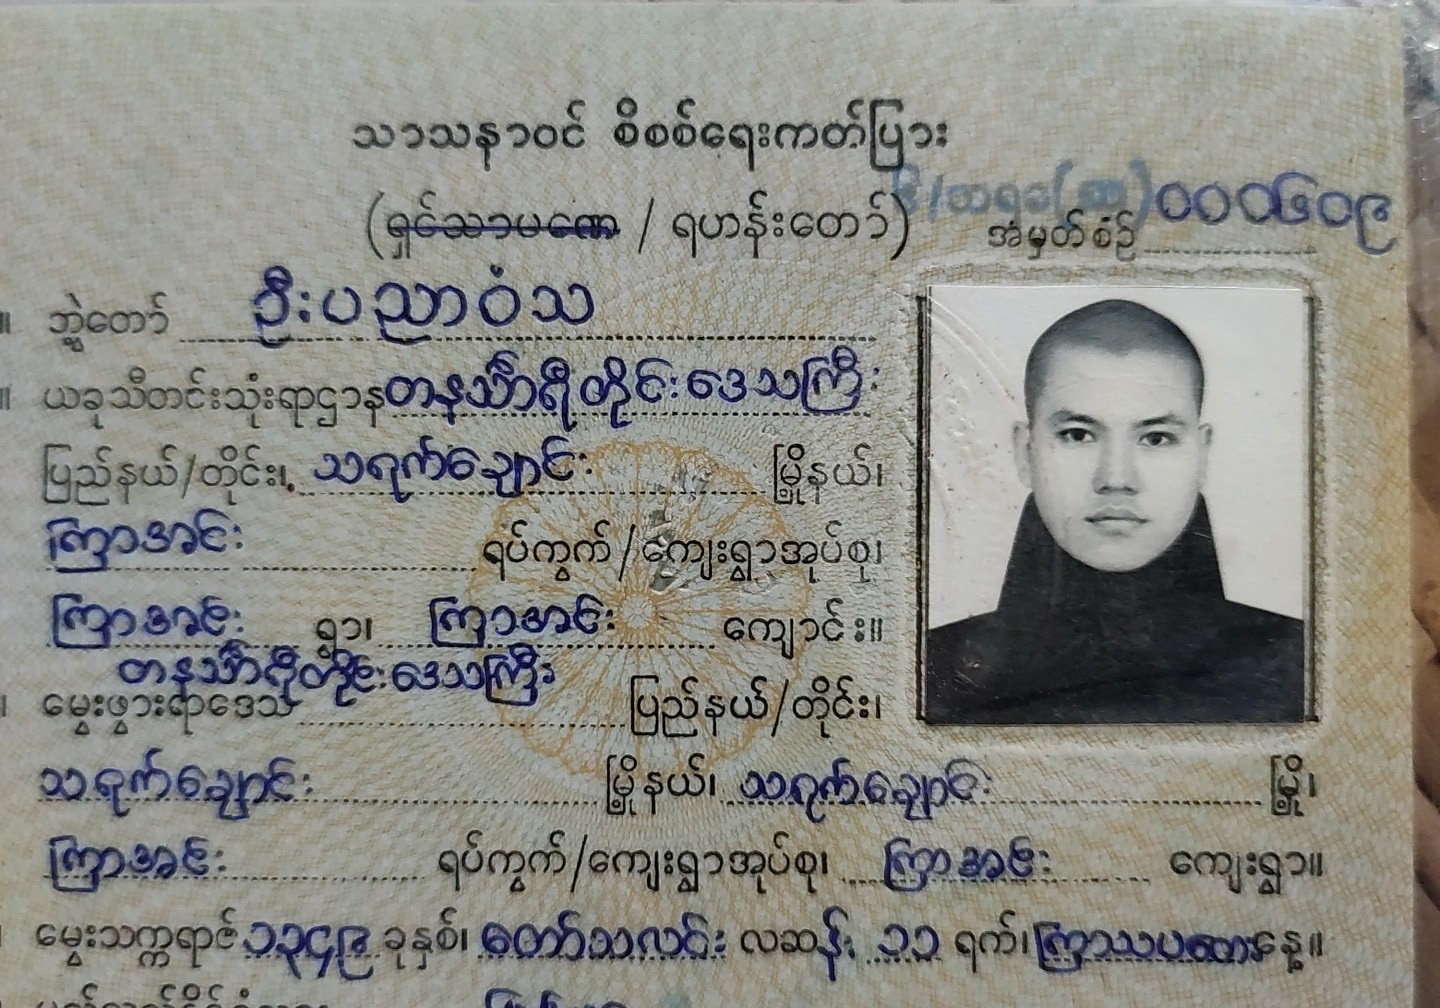 သာသနာဝင် စိစစ်ရေးကတ်ပြား
(ရှင်သာမဏေ / ရဟန်းတော်)
၆/တရခ(သ)၀၀၀၆၀၉
အမှတ်စဉ်
။ ဘွဲ့တော် ဦးပညာဝံသ
။ ယခုသီတင်းသုံးရာဌာန တနင်္သာရီတိုင်းဒေသကြီး
ပြည်နယ်/တိုင်း၊ သရက်ချောင်း မြို့နယ်၊
ကြာအင်း ရပ်ကွက်/ကျေးရွာအုပ်စု၊
ကြာအင်း ရွာ၊ ကြာအင်း ကျောင်း။
တနင်္သာရီတိုင်းဒေသကြီး
၊ မွေးဖွားရာဒေသ ပြည်နယ်/တိုင်း၊
သရက်ချောင်း မြို့နယ်၊ သရက်ချောင်း မြို့၊
ကြာအင်း ရပ်ကွက်/ကျေးရွာအုပ်စု၊ ကြာအင်း ကျေးရွာ။
မွေးသက္ကရာဇ် ၁၃၄၉ ခုနှစ်၊ တော်သလင်း လဆန်း ၁၁ ရက်၊ ကြာသပတေးနေ့။